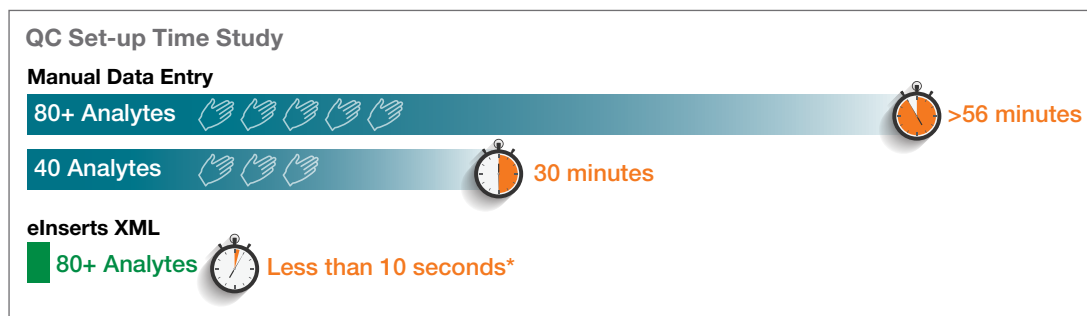 QC Set-up Time Study
Manual Data Entry
80+ Analytes >56 minutes
40 Analytes 30 minutes
eInserts XML
80+ Analytes Less than 10 seconds*